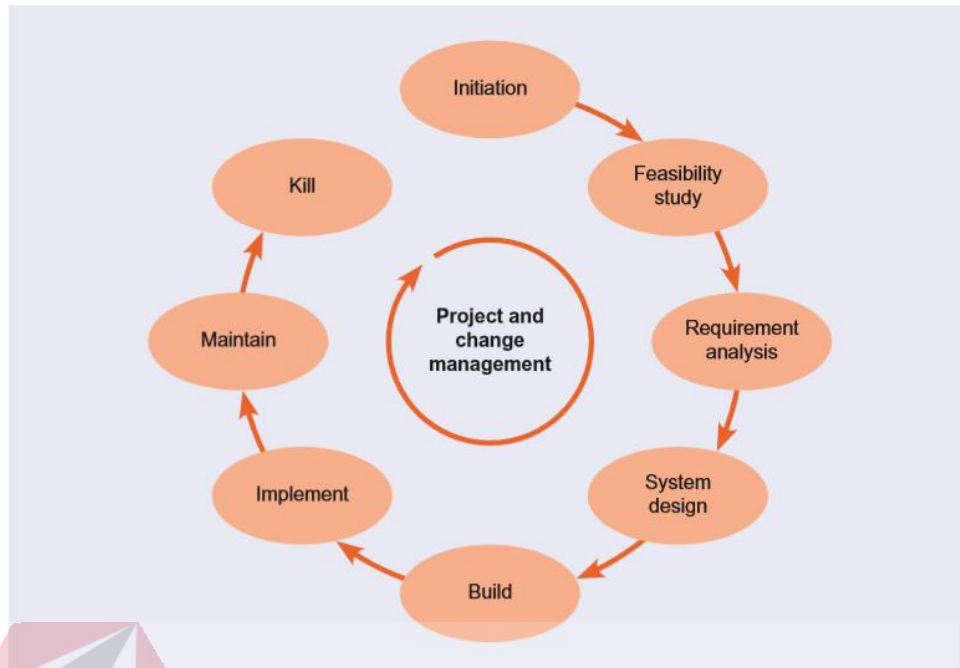 Initiation
Feasibility
study
Requirement
analysis
System
design
Build
Implement
Maintain
Kill
Project and
change
management